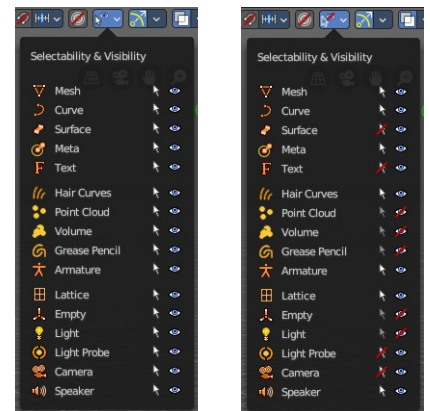 Selectability & Visibility
Mesh
Curve
Surface
Meta
Text
Hair Curves
Point Cloud
Volume
Grease Pencil
Armature
Lattice
Empty
Light
Light Probe
Camera
Speaker
Selectability & Visibility
Mesh
Curve
Surface
Meta
Text
Hair Curves
Point Cloud
Volume
Grease Pencil
Armature
Lattice
Empty
Light
Light Probe
Camera
Speaker